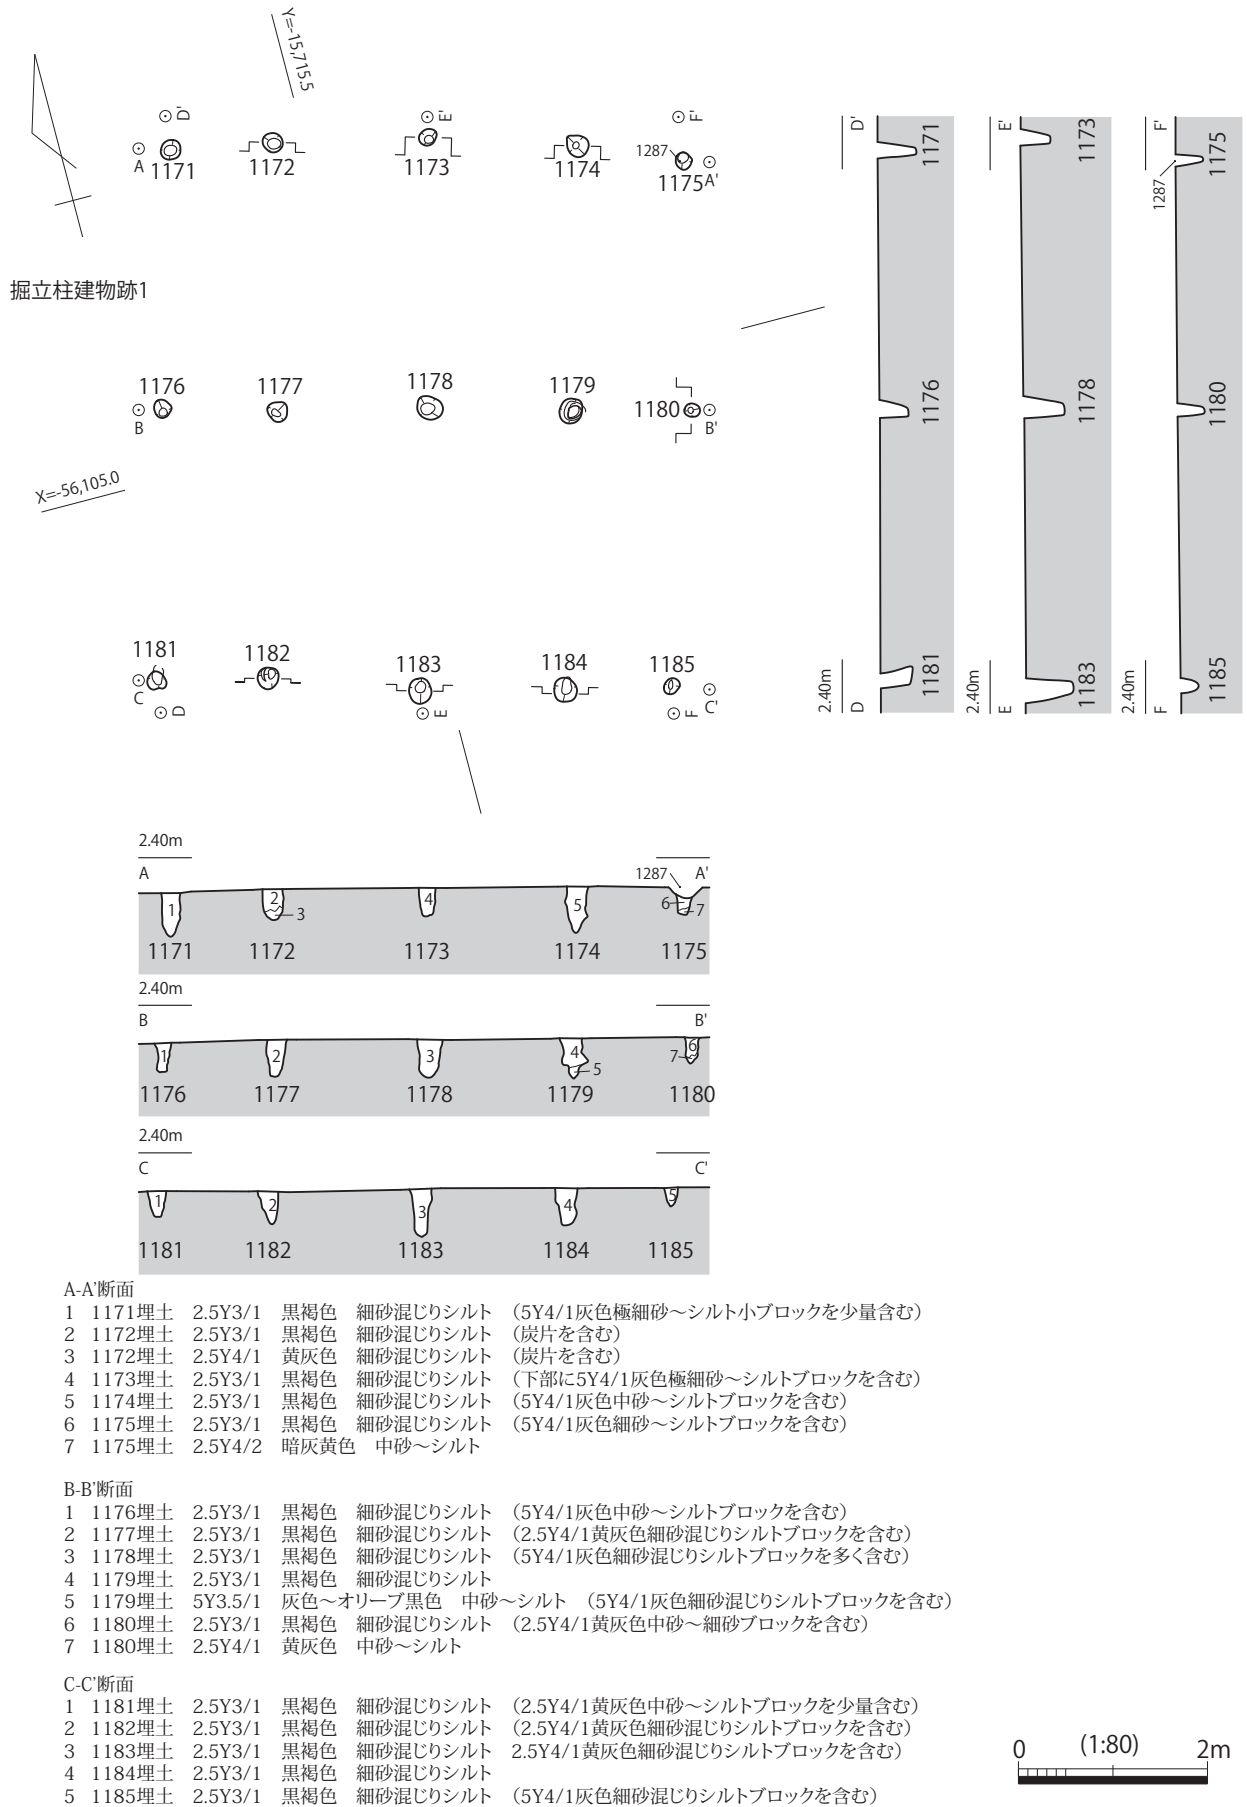 Y=-15,715.5
D'
E'
F'
A
1171
1172
1173
1174
1287
1175
A'
掘立柱建物跡1
1176
1177
1178
1179
1180
B
B'
X=-56,105.0
1181
1182
1183
1184
1185
C
C'
D
E
F
D'
1171
1176
1181
2.40m
D
E'
1173
1178
1183
2.40m
E
F'
1175
1287
1180
1185
2.40m
F
2.40m
A
A'
1287
1
2
3
4
5
6
7
1171
1172
1173
1174
1175
2.40m
B
B'
1
2
3
4
5
6
7
1176
1177
1178
1179
1180
2.40m
C
C'
1
2
3
4
5
1181
1182
1183
1184
1185
A-A'断面
1 1171埋土 2.5Y3/1 黒褐色 細砂混じりシルト (5Y4/1灰色極細砂～シルト小ブロックを少量含む)
2 1172埋土 2.5Y3/1 黒褐色 細砂混じりシルト (炭片を含む)
3 1172埋土 2.5Y4/1 黄灰色 細砂混じりシルト (炭片を含む)
4 1173埋土 2.5Y3/1 黒褐色 細砂混じりシルト (下部に5Y4/1灰色極細砂～シルトブロックを含む)
5 1174埋土 2.5Y3/1 黒褐色 細砂混じりシルト (5Y4/1灰色中砂～シルトブロックを含む)
6 1175埋土 2.5Y3/1 黒褐色 細砂混じりシルト (5Y4/1灰色細砂～シルトブロックを含む)
7 1175埋土 2.5Y4/2 暗灰黄色 中砂～シルト
B-B'断面
1 1176埋土 2.5Y3/1 黒褐色 細砂混じりシルト (5Y4/1灰色中砂～シルトブロックを含む)
2 1177埋土 2.5Y3/1 黒褐色 細砂混じりシルト (2.5Y4/1黄灰色細砂混じりシルトブロックを含む)
3 1178埋土 2.5Y3/1 黒褐色 細砂混じりシルト (5Y4/1灰色細砂混じりシルトブロックを多く含む)
4 1179埋土 2.5Y3/1 黒褐色 細砂混じりシルト
5 1179埋土 5Y3.5/1 灰色～オリーブ黒色 中砂～シルト (5Y4/1灰色細砂混じりシルトブロックを含む)
6 1180埋土 2.5Y3/1 黒褐色 細砂混じりシルト (2.5Y4/1黄灰色中砂～細砂ブロックを含む)
7 1180埋土 2.5Y4/1 黄灰色 中砂～シルト
C-C'断面
1 1181埋土 2.5Y3/1 黒褐色 細砂混じりシルト (2.5Y4/1黄灰色中砂～シルトブロックを少量含む)
2 1182埋土 2.5Y3/1 黒褐色 細砂混じりシルト (2.5Y4/1黄灰色細砂混じりシルトブロックを含む)
3 1183埋土 2.5Y3/1 黒褐色 細砂混じりシルト 2.5Y4/1黄灰色細砂混じりシルトブロックを含む)
4 1184埋土 2.5Y3/1 黒褐色 細砂混じりシルト
5 1185埋土 2.5Y3/1 黒褐色 細砂混じりシルト (5Y4/1灰色細砂混じりシルトブロックを含む)
0 (1:80) 2m